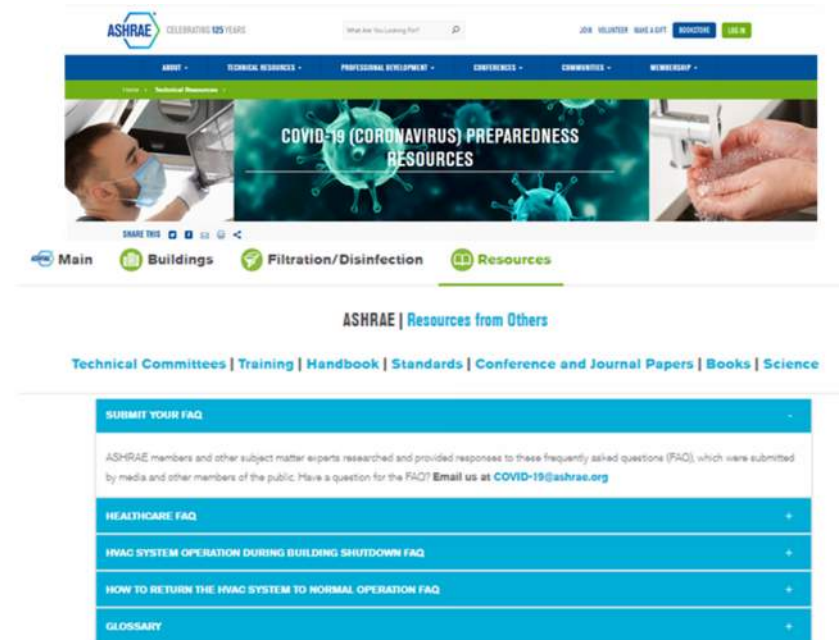 ASHRAE CELEBRATING 125 YEARS
What Are You Looking For?
JOIN VOLUNTEER MAKE A GIFT BOOKSTORE LOG IN
ABOUT TECHNICAL RESOURCES PROFESSIONAL DEVELOPMENT CONFERENCES COMMUNITIES MEMBERSHIP
Home Technical Resources
COVID-19 (CORONAVIRUS) PREPAREDNESS
RESOURCES
SHARE THIS
Main Buildings Filtration/Disinfection Resources
ASHRAE | Resources from Others
Technical Committees | Training | Handbook | Standards | Conference and Journal Papers | Books | Science
SUBMIT YOUR FAQ -
ASHRAE members and other subject matter experts researched and provided responses to these frequently asked questions (FAQ), which were submitted
by media and other members of the public. Have a question for the FAQ? Email us at COVID-19@ashrae.org
HEALTHCARE FAQ +
HVAC SYSTEM OPERATION DURING BUILDING SHUTDOWN FAQ +
HOW TO RETURN THE HVAC SYSTEM TO NORMAL OPERATION FAQ +
GLOSSARY +